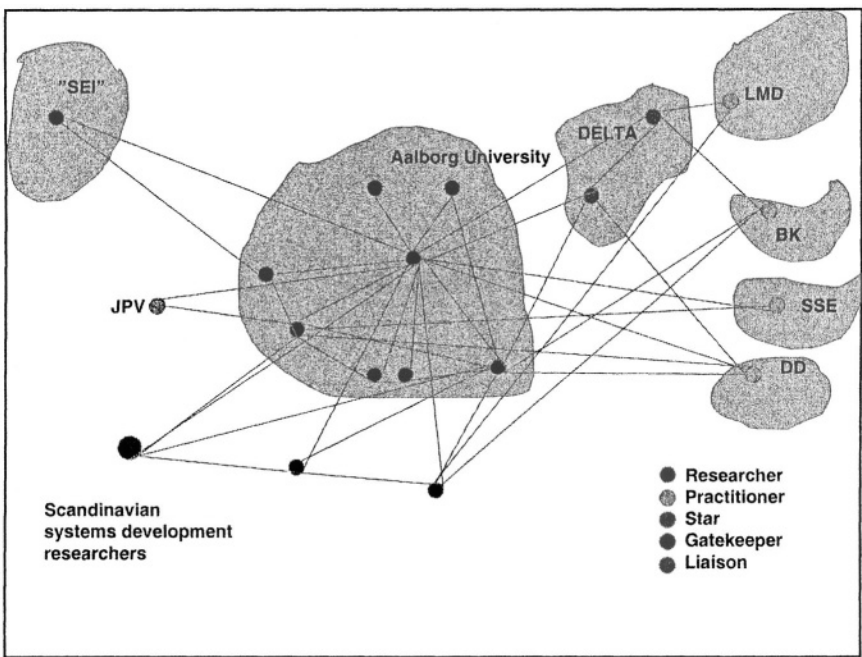 "SEI"
LMD
DELTA
Aalborg University
BK
JPV
SSE
DD
Scandinavian
systems development
researchers
Researcher
Practitioner
Star
Gatekeeper
Liaison